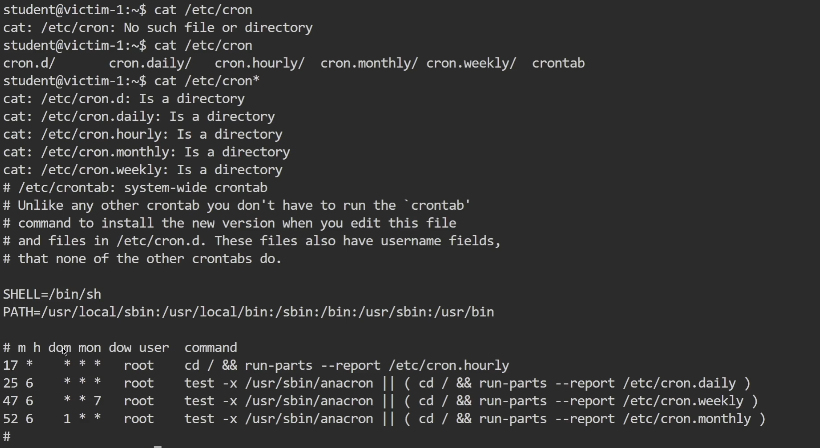 student@victim-1:~$ cat /etc/cron
cat: /etc/cron: No such file or directory
student@victim-1:~$ cat /etc/cron
cron.d/       cron.daily/   cron.hourly/  cron.monthly/ cron.weekly/  crontab
student@victim-1:~$ cat /etc/cron*
cat: /etc/cron.d: Is a directory
cat: /etc/cron.daily: Is a directory
cat: /etc/cron.hourly: Is a directory
cat: /etc/cron.monthly: Is a directory
cat: /etc/cron.weekly: Is a directory
# /etc/crontab: system-wide crontab
# Unlike any other crontab you don't have to run the `crontab'
# command to install the new version when you edit this file
# and files in /etc/cron.d. These files also have username fields,
# that none of the other crontabs do.

SHELL=/bin/sh
PATH=/usr/local/sbin:/usr/local/bin:/sbin:/bin:/usr/sbin:/usr/bin

# m h dom mon dow user  command
17 *    * * *   root    cd / && run-parts --report /etc/cron.hourly
25 6    * * *   root    test -x /usr/sbin/anacron || ( cd / && run-parts --report /etc/cron.daily )
47 6    * * 7   root    test -x /usr/sbin/anacron || ( cd / && run-parts --report /etc/cron.weekly )
52 6    1 * *   root    test -x /usr/sbin/anacron || ( cd / && run-parts --report /etc/cron.monthly )
#